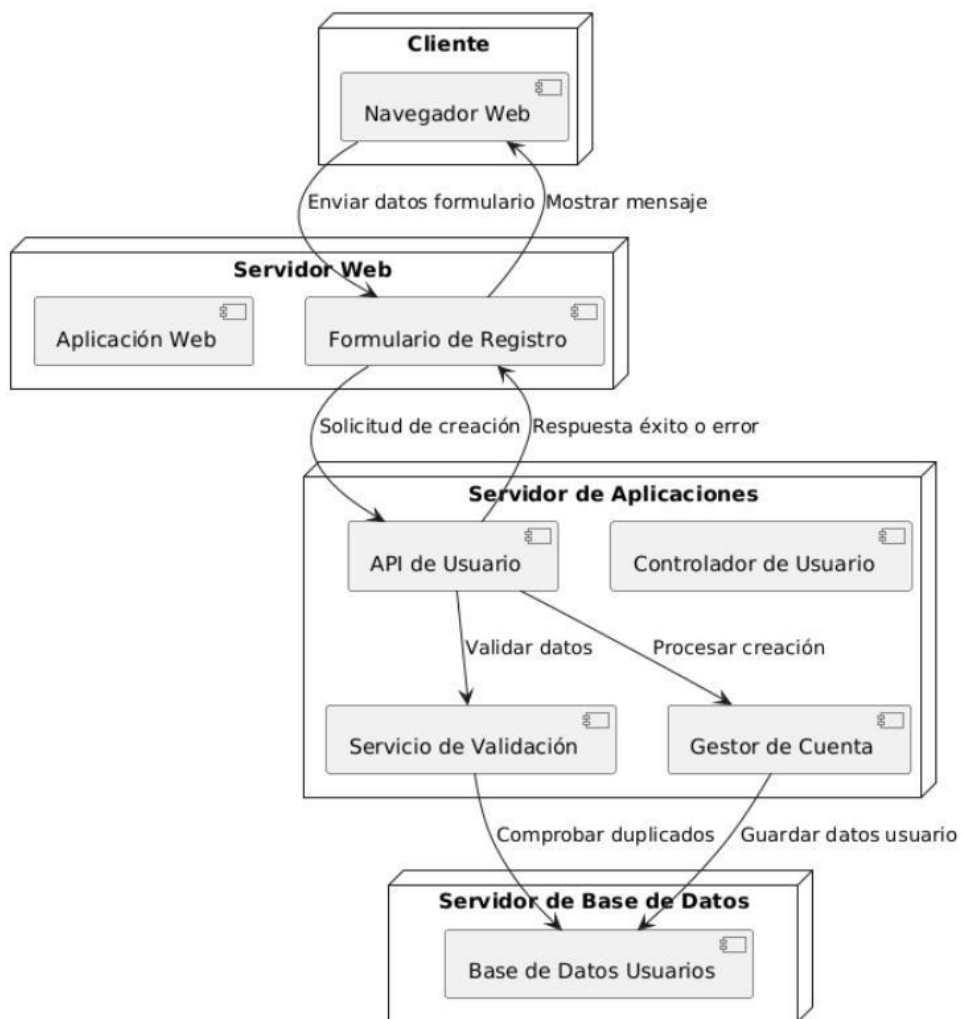 Cliente
Navegador Web
Enviar datos formulario
Mostrar mensaje
Servidor Web
Aplicación Web
Formulario de Registro
Solicitud de creación
Respuesta éxito o error
Servidor de Aplicaciones
API de Usuario
Controlador de Usuario
Validar datos
Procesar creación
Servicio de Validación
Gestor de Cuenta
Comprobar duplicados
Guardar datos usuario
Servidor de Base de Datos
Base de Datos Usuarios